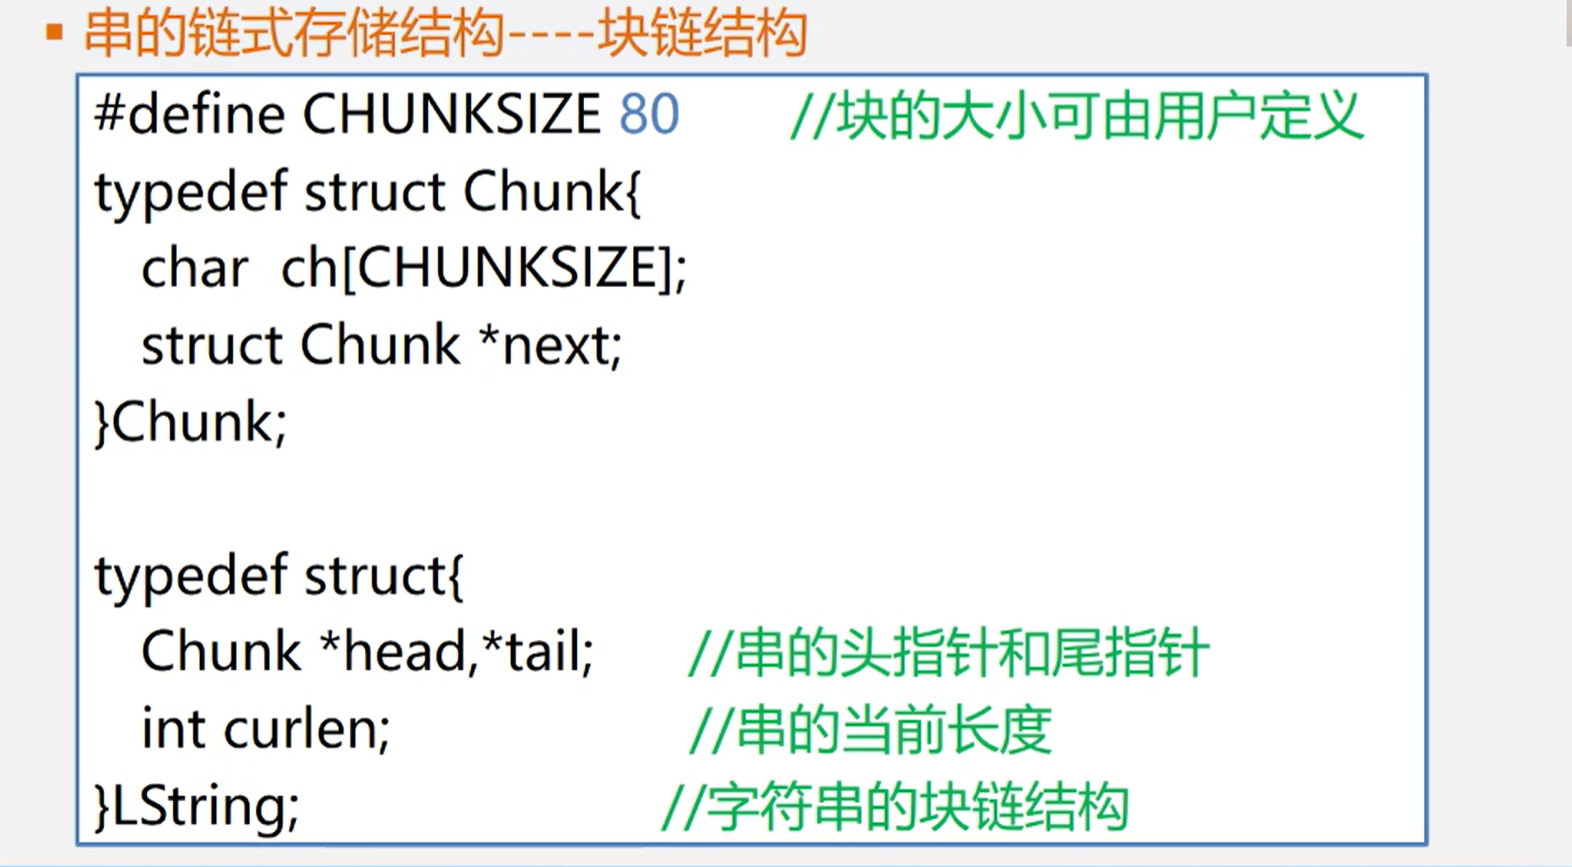 串的链式存储结构----块链结构
#define CHUNKSIZE 80 //块的大小可由用户定义
typedef struct Chunk{
char ch[CHUNKSIZE];
struct Chunk *next;
}Chunk;
typedef struct{
Chunk *head,*tail; //串的头指针和尾指针
int curlen; //串的当前长度
}LString; //字符串的块链结构